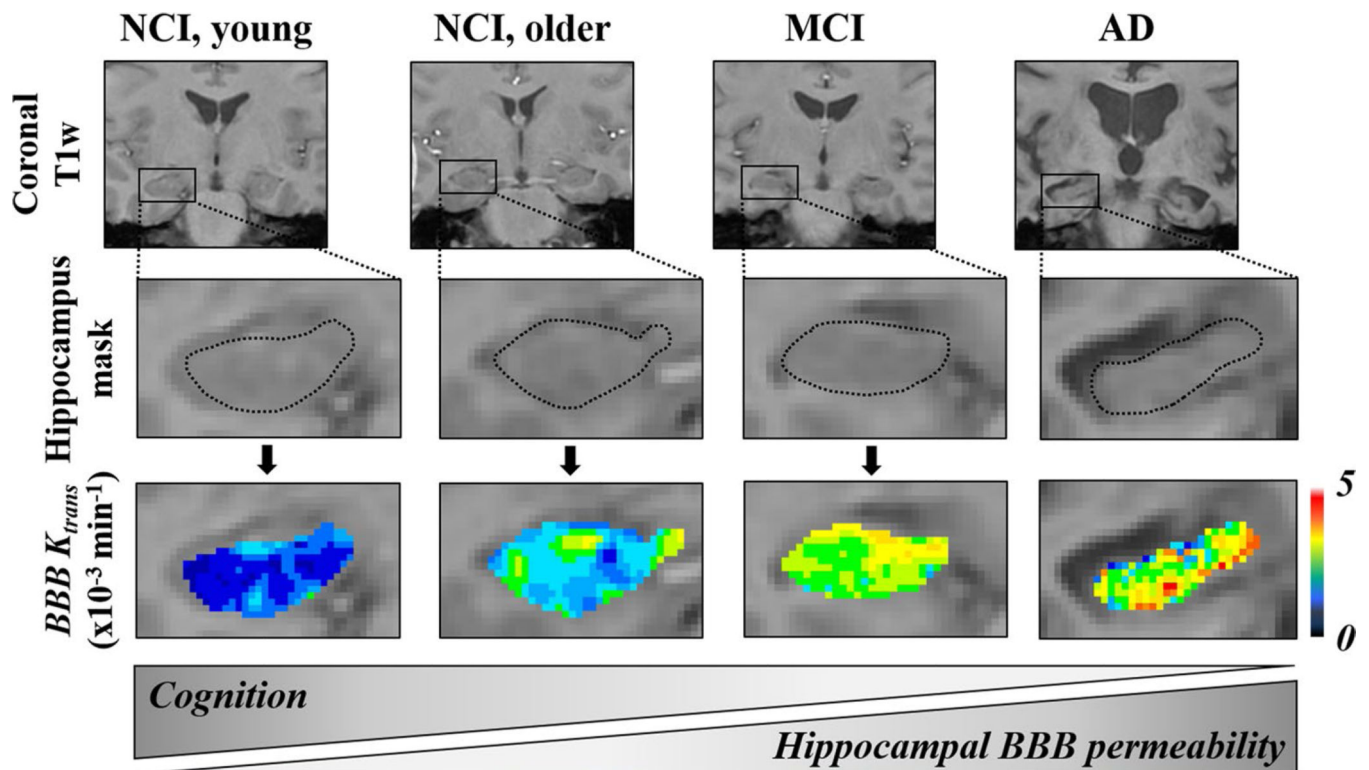 NCI, young NCI, older MCI AD
Coronal
T1w
Hippocampus
mask
BBB K_trans
(x10⁻³ min⁻¹)
5
0
Cognition
Hippocampal BBB permeability